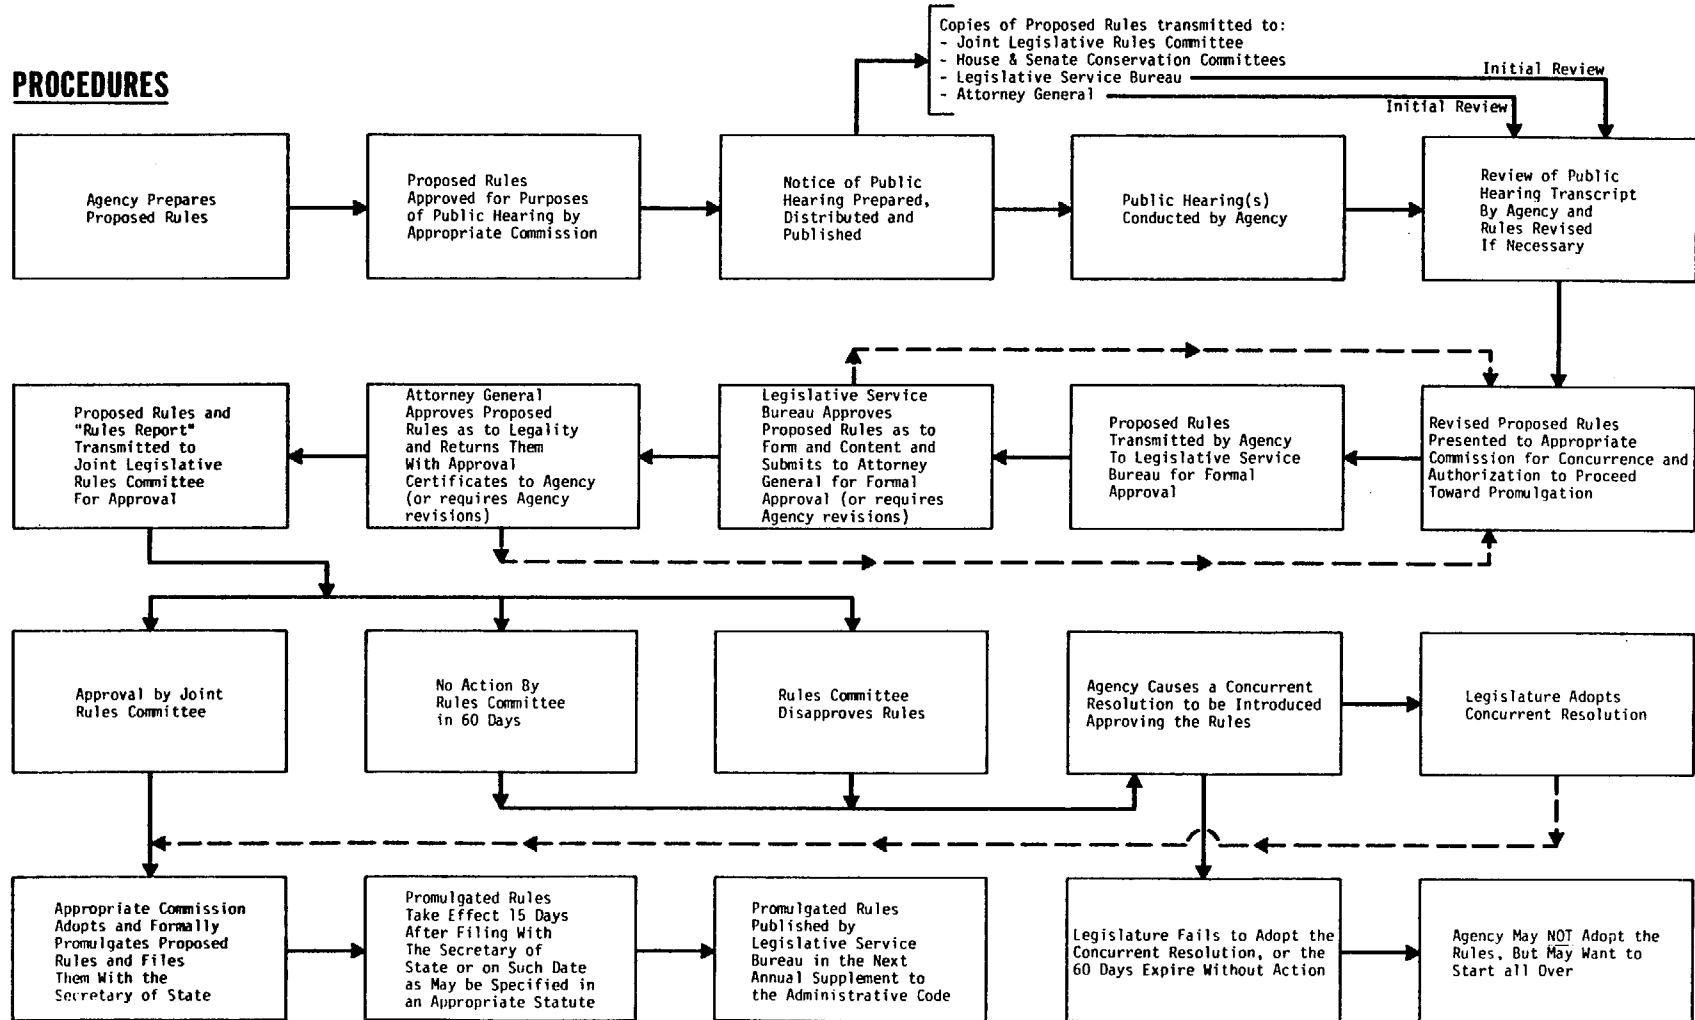 PROCEDURES
Copies of Proposed Rules transmitted to:
- Joint Legislative Rules Committee
- House & Senate Conservation Committees
- Legislative Service Bureau
- Attorney General
Initial Review
Initial Review
Agency Prepares
Proposed Rules
Proposed Rules
Approved for Purposes
of Public Hearing by
Appropriate Commission
Notice of Public
Hearing Prepared,
Distributed and
Published
Public Hearing(s)
Conducted by Agency
Review of Public
Hearing Transcript
By Agency and
Rules Revised
If Necessary
Revised Proposed Rules
Presented to Appropriate
Commission for Concurrence and
Authorization to Proceed
Toward Promulgation
Proposed Rules
Transmitted by Agency
To Legislative Service
Bureau for Formal
Approval
Legislative Service
Bureau Approves
Proposed Rules as to
Form and Content and
Submits to Attorney
General for Formal
Approval (or requires
Agency revisions)
Attorney General
Approves Proposed
Rules as to Legality
and Returns Them
With Approval
Certificates to Agency
(or requires Agency
revisions)
Proposed Rules and
"Rules Report"
Transmitted to
Joint Legislative
Rules Committee
For Approval
Approval by Joint
Rules Committee
No Action By
Rules Committee
in 60 Days
Rules Committee
Disapproves Rules
Agency Causes a Concurrent
Resolution to be Introduced
Approving the Rules
Legislature Adopts
Concurrent Resolution
Appropriate Commission
Adopts and Formally
Promulgates Proposed
Rules and Files
Them With the
Secretary of State
Promulgated Rules
Take Effect 15 Days
After Filing With
The Secretary of
State or on Such Date
as May be Specified in
an Appropriate Statute
Promulgated Rules
Published by
Legislative Service
Bureau in the Next
Annual Supplement to
the Administrative Code
Legislature Fails to Adopt the
Concurrent Resolution, or the
60 Days Expire Without Action
Agency May NOT Adopt the
Rules, But May Want to
Start all Over